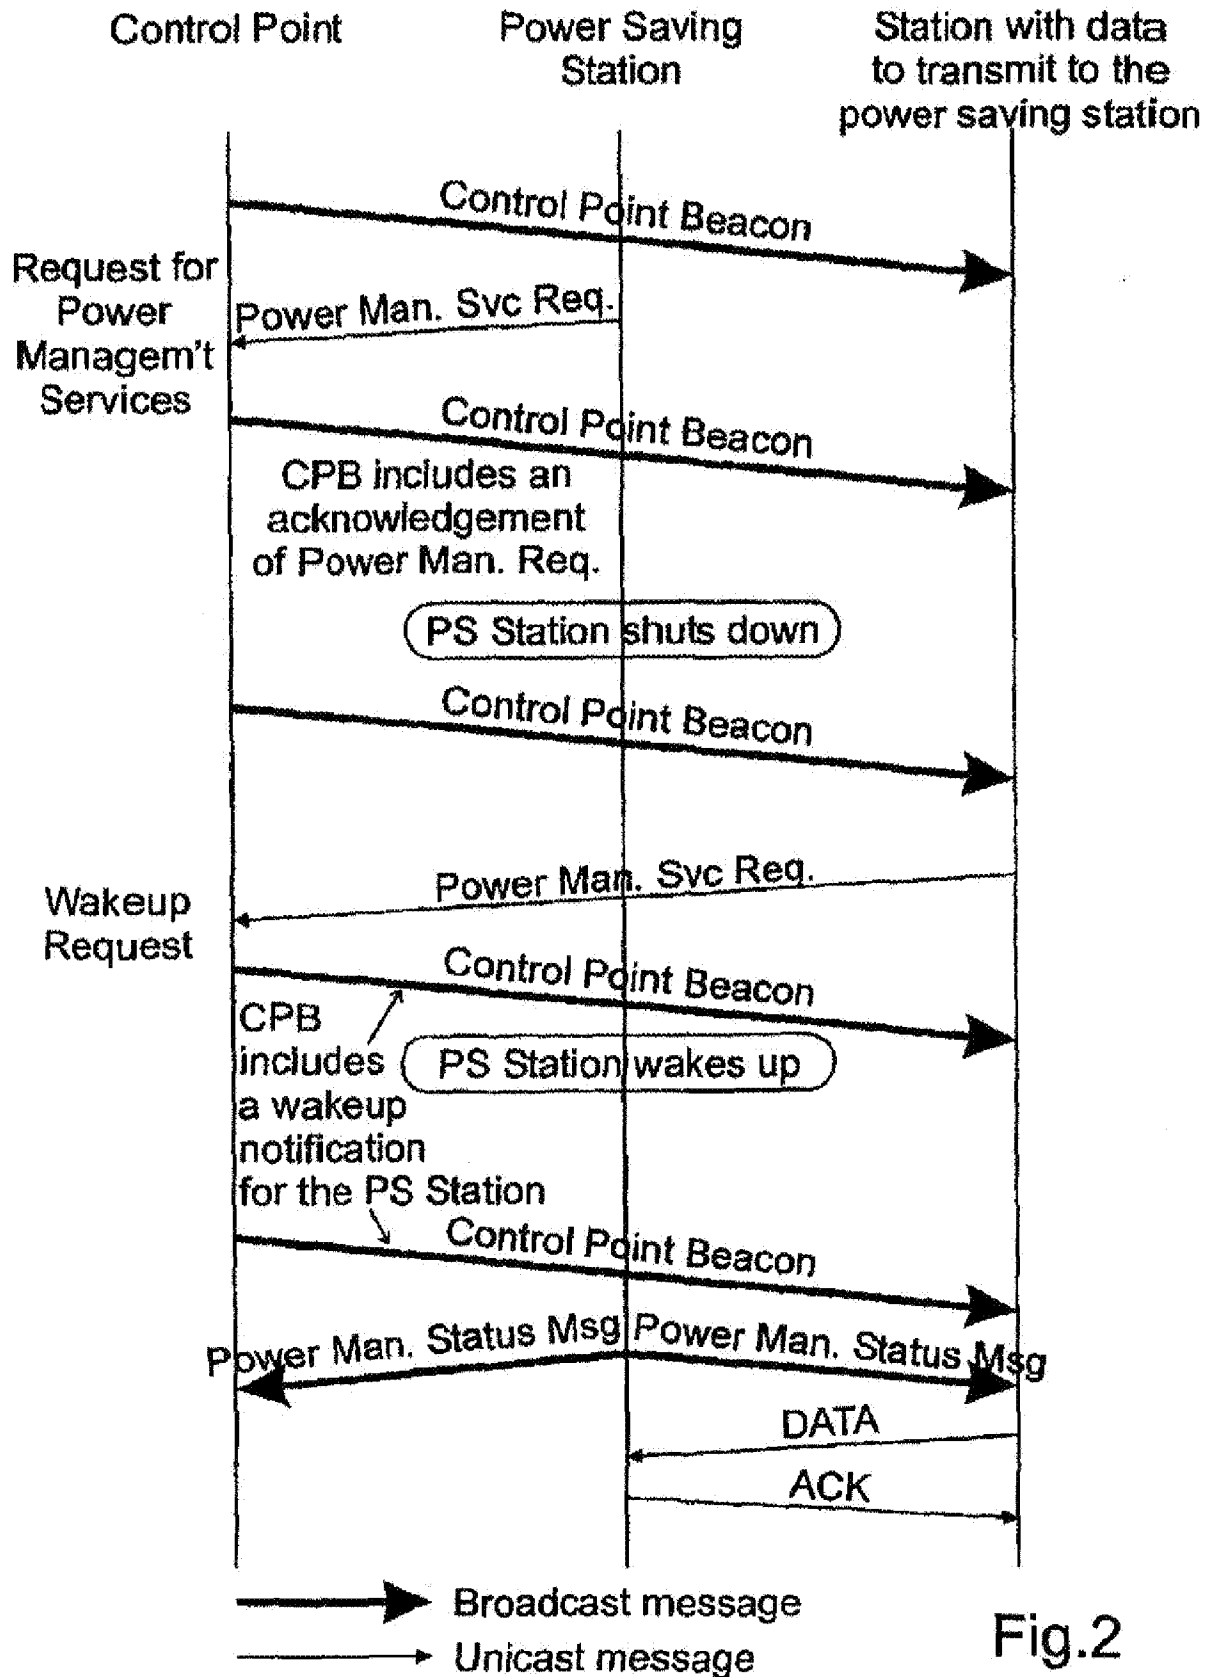 Control Point
Power Saving
Station
Station with data
to transmit to the
power saving station
Control Point Beacon
Request for
Power
Managem't
Services
Power Man. Svc Req.
Control Point Beacon
CPB includes an
acknowledgement
of Power Man. Req.
PS Station shuts down
Control Point Beacon
Power Man. Svc Req.
Wakeup
Request
Control Point Beacon
CPB
includes
a wakeup
notification
for the PS Station
PS Station wakes up
Control Point Beacon
Power Man. Status Msg
Power Man. Status Msg
DATA
ACK
Broadcast message
Unicast message
Fig.2